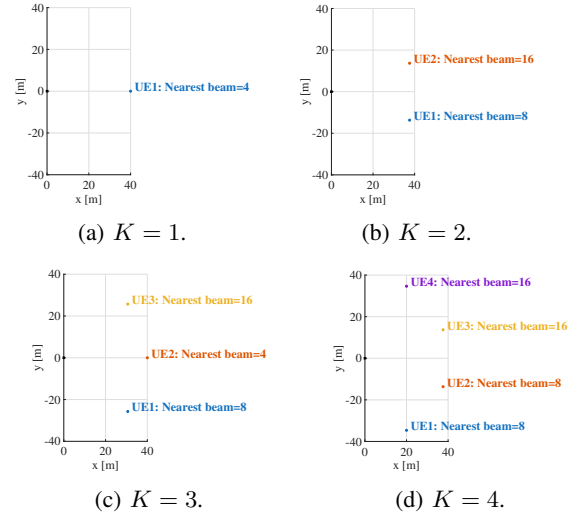 40
20
0
-20
-40
y [m]
UE1: Nearest beam=4
0 20 40
x [m]
(a) K = 1.
40
20
0
-20
-40
y [m]
UE2: Nearest beam=16
UE1: Nearest beam=8
0 20 40
x [m]
(b) K = 2.
40
20
0
-20
-40
y [m]
UE3: Nearest beam=16
UE2: Nearest beam=4
UE1: Nearest beam=8
0 20 40
x [m]
(c) K = 3.
40
20
0
-20
-40
y [m]
UE4: Nearest beam=16
UE3: Nearest beam=16
UE2: Nearest beam=8
UE1: Nearest beam=8
0 20 40
x [m]
(d) K = 4.